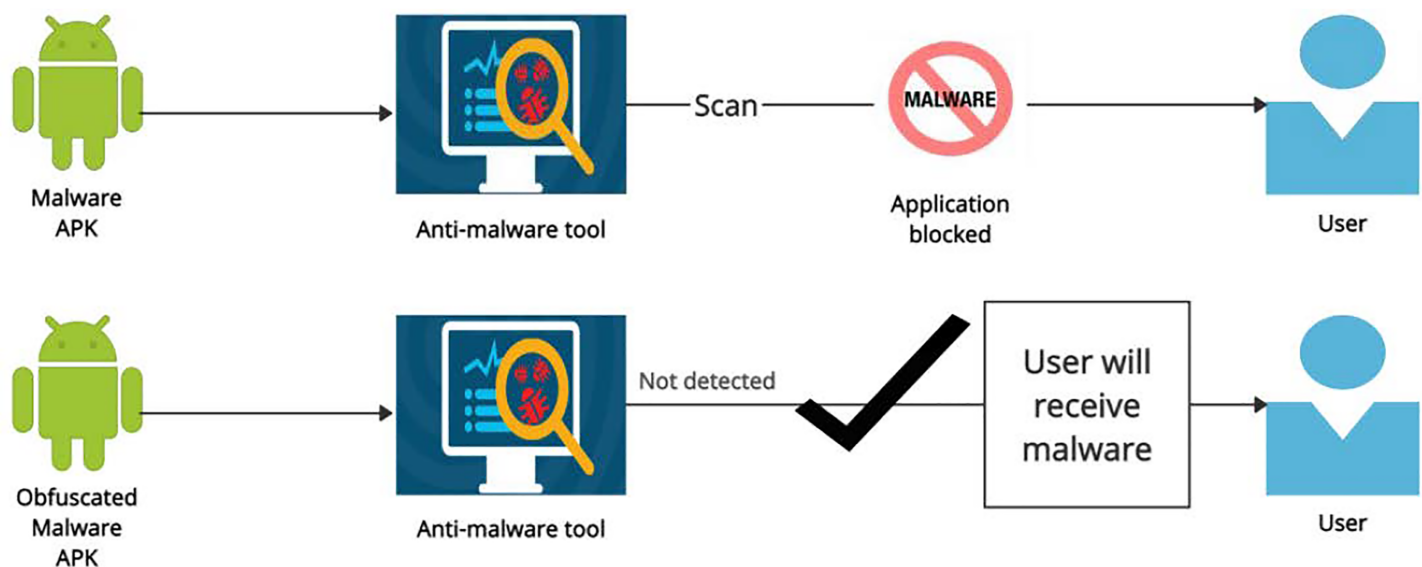 Malware
APK
Anti-malware tool
Scan
MALWARE
Application
blocked
User
Obfuscated
Malware
APK
Anti-malware tool
Not detected
User will
receive
malware
User